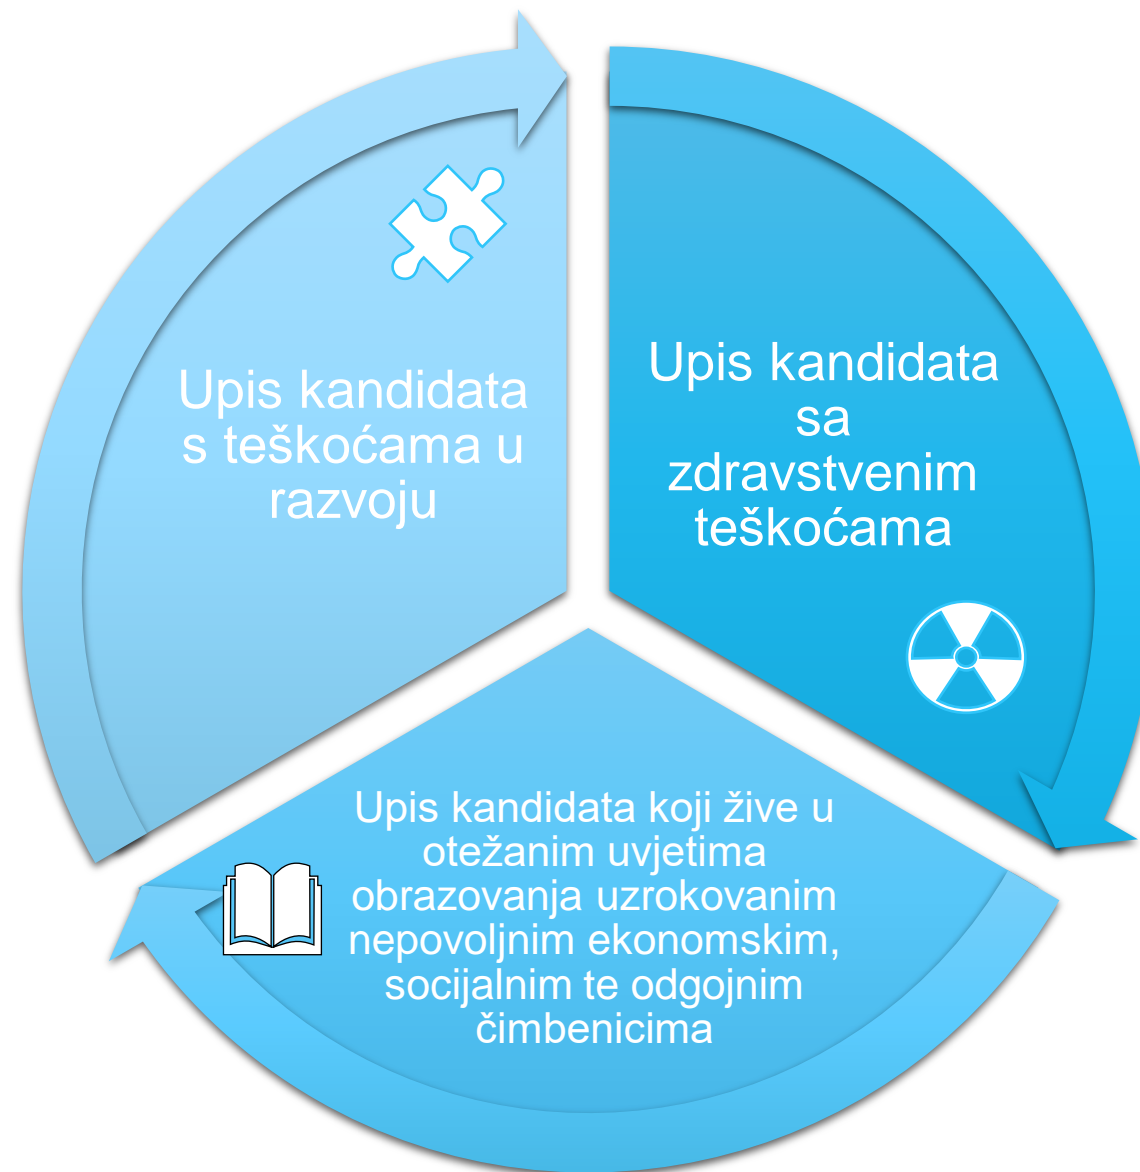 Upis kandidata
s teškoćama u
razvoju
Upis kandidata
sa
zdravstvenim
teškoćama
Upis kandidata koji žive u
otežanim uvjetima
obrazovanja uzrokovanim
nepovoljnim ekonomskim,
socijalnim te odgojnim
čimbenicima